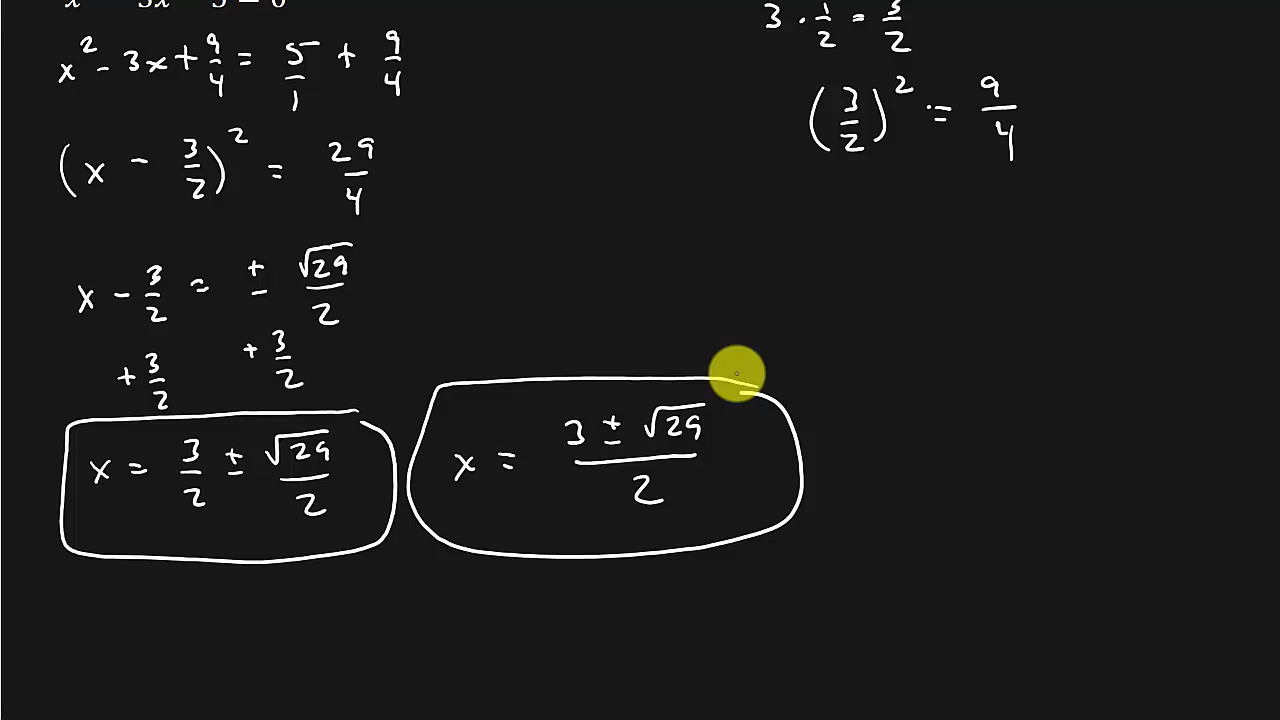 x² - 3x + 9/4 = 5/1 + 9/4
(x - 3/2)² = 29/4
x - 3/2 = ± √29/2
+ 3/2 + 3/2
x = 3/2 ± √29/2
x = (3 ± √29)/2
3 · 1/2 = 3/2
(3/2)² = 9/4